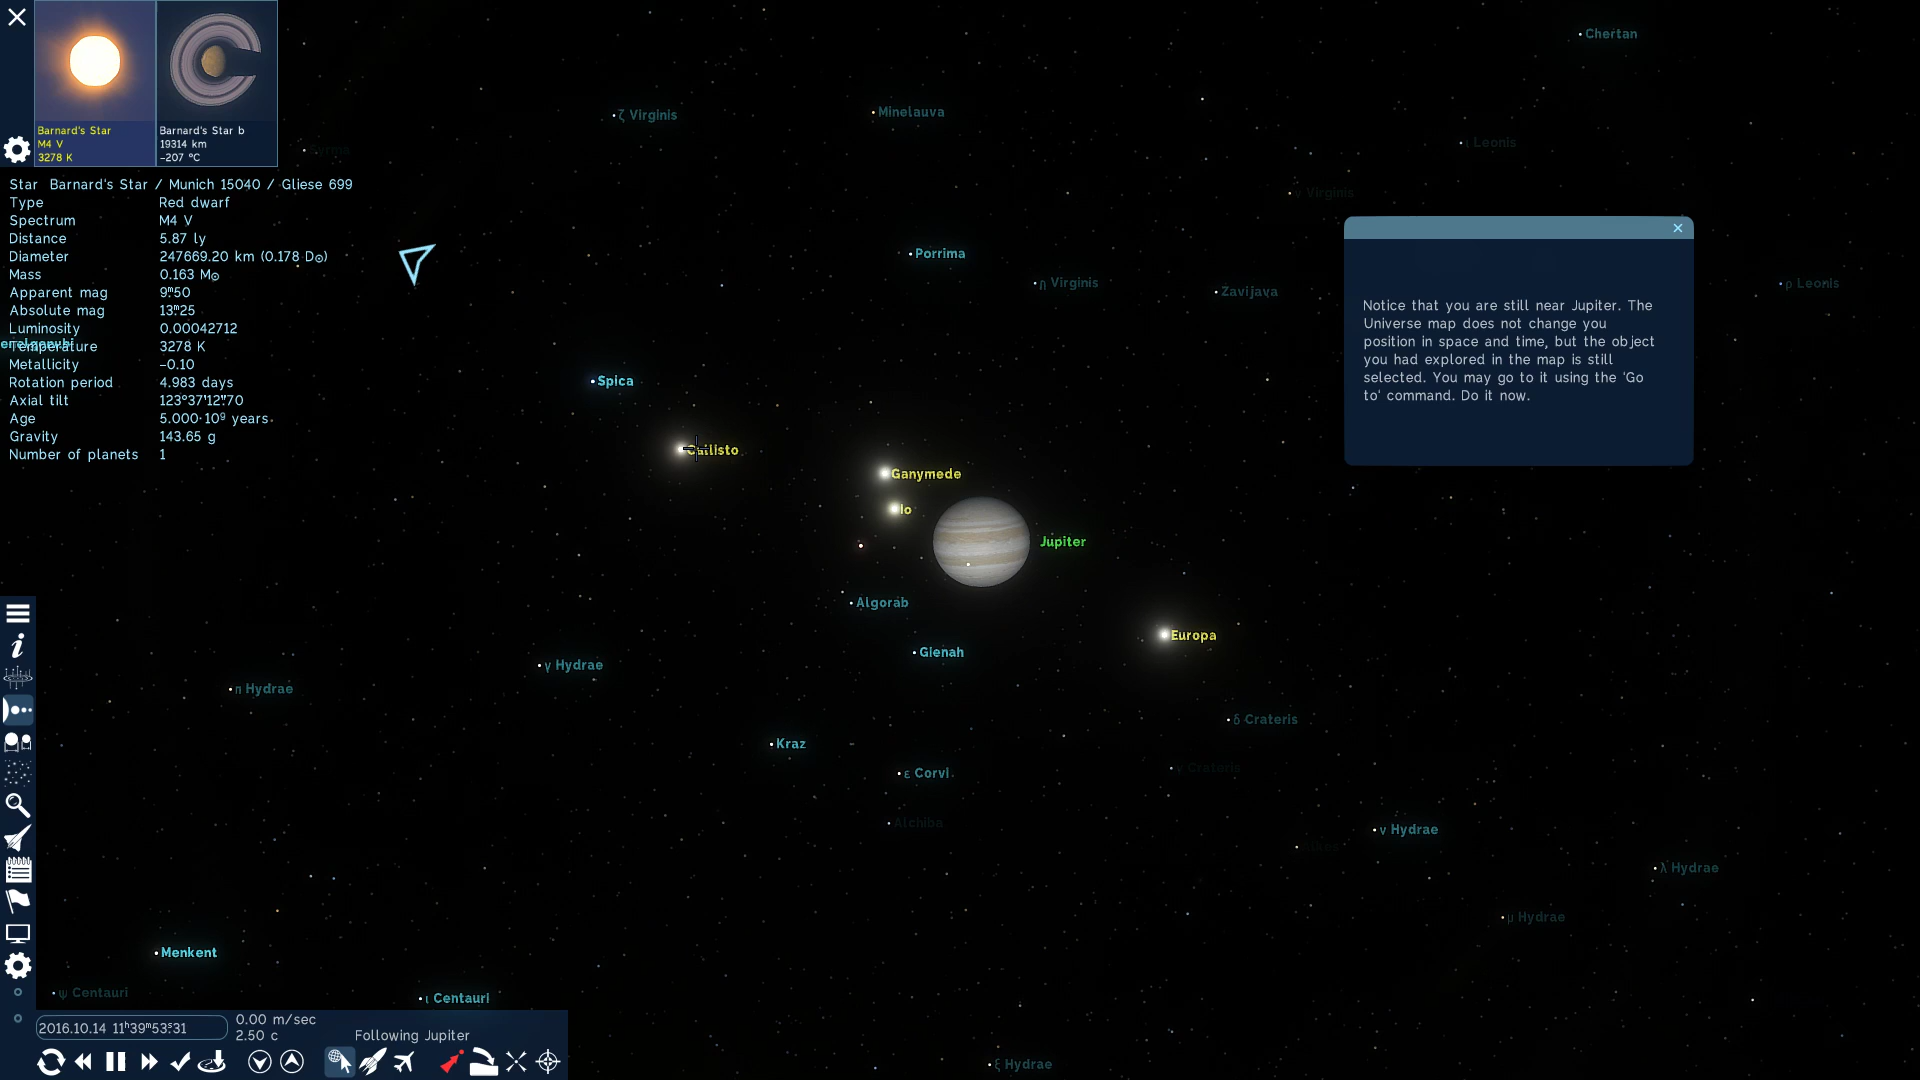 Barnard's Star
M4 V
3278 K
Barnard's Star b
19314 km
-207 °C
Star Barnard's Star / Munich 15040 / Gliese 699
Type Red dwarf
Spectrum M4 V
Distance 5.87 ly
Diameter 247669.20 km (0.178 D☉)
Mass 0.163 M☉
Apparent mag 9ᵐ50
Absolute mag 13ᵐ25
Luminosity 0.00042712
Temperature 3278 K
Metallicity -0.10
Rotation period 4.983 days
Axial tilt 123°37'12"70
Age 5.000·10⁹ years
Gravity 143.65 g
Number of planets 1
Chertan
ζ Virginis
Minelauva
Leonis
Virginis
Porrima
η Virginis
Zavijava
ρ Leonis
Notice that you are still near Jupiter. The
Universe map does not change you
position in space and time, but the object
you had explored in the map is still
selected. You may go to it using the 'Go
to' command. Do it now.
Spica
Callisto
Ganymede
Io
Jupiter
Algorab
Europa
Gienah
γ Hydrae
π Hydrae
δ Crateris
Kraz
γ Crateris
ε Corvi
Alchiba
ν Hydrae
λ Hydrae
μ Hydrae
Menkent
ψ Centauri
ι Centauri
ξ Hydrae
2016.10.14 11ʰ39ᵐ53ˢ31
0.00 m/sec
2.50 c
Following Jupiter